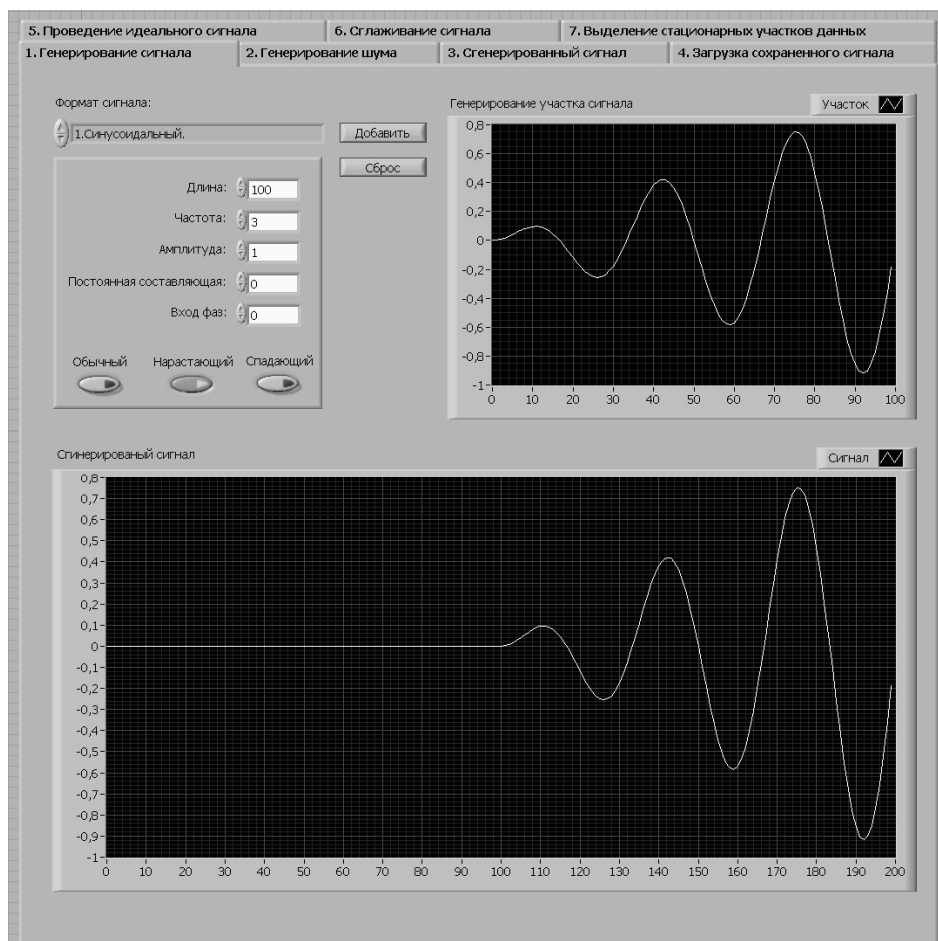 5. Проведение идеального сигнала
6. Сглаживание сигнала
7. Выделение стационарных участков данных
1. Генерирование сигнала
2. Генерирование шума
3. Сгенерированный сигнал
4. Загрузка сохраненного сигнала
Формат сигнала:
1.Синусоидальный.
Добавить
Сброс
Длина: 100
Частота: 3
Амплитуда: 1
Постоянная составляющая: 0
Вход фаз: 0
Обычный Нарастающий Спадающий
Генерирование участка сигнала
Участок
0,8
0,6
0,4
0,2
0
-0,2
-0,4
-0,6
-0,8
-1
0 10 20 30 40 50 60 70 80 90 100
Сгинерированый сигнал
Сигнал
0,8
0,7
0,6
0,5
0,4
0,3
0,2
0,1
0
-0,1
-0,2
-0,3
-0,4
-0,5
-0,6
-0,7
-0,8
-0,9
-1
0 10 20 30 40 50 60 70 80 90 100 110 120 130 140 150 160 170 180 190 200